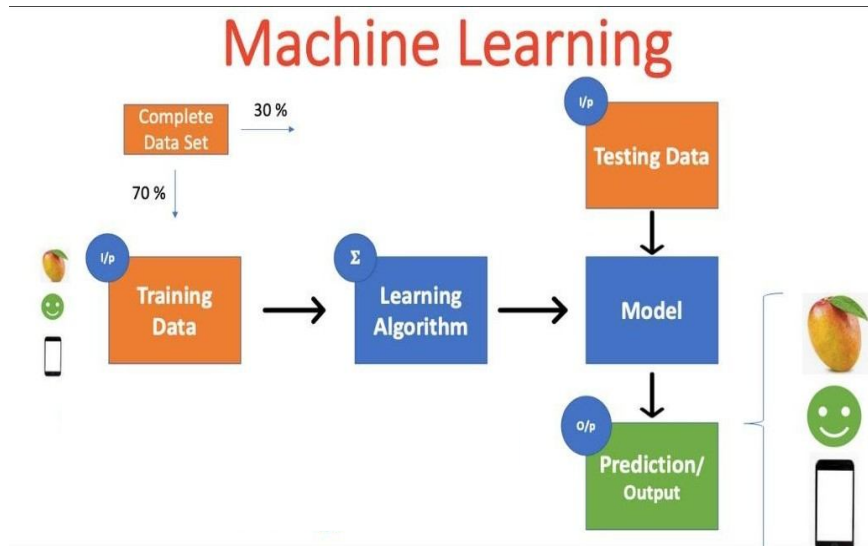 Machine Learning
Complete
Data Set
30 %
70 %
I/p
Testing Data
I/p
Training
Data
Σ
Learning
Algorithm
Model
O/p
Prediction/
Output